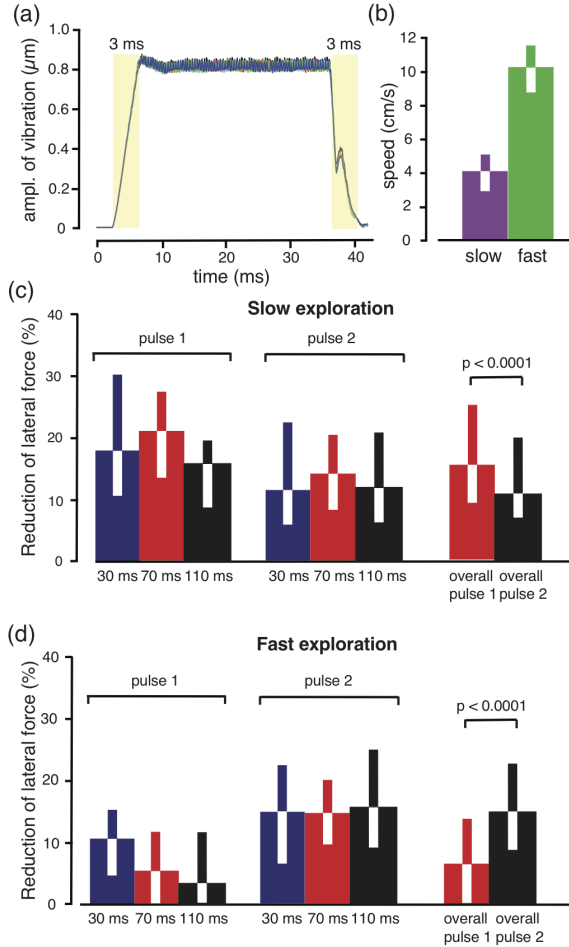 (a)
3 ms
3 ms
ampl. of vibration (µm)
1.0
0.8
0.6
0.4
0.2
0
0 10 20 30 40
time (ms)
(b)
speed (cm/s)
12
10
8
6
4
2
0
slow fast
(c)
Slow exploration
Reduction of lateral force (%)
40
30
20
10
0
pulse 1
pulse 2
p < 0.0001
30 ms 70 ms 110 ms
30 ms 70 ms 110 ms
overall overall
pulse 1 pulse 2
(d)
Fast exploration
Reduction of lateral force (%)
40
30
20
10
0
pulse 1
pulse 2
p < 0.0001
30 ms 70 ms 110 ms
30 ms 70 ms 110 ms
overall overall
pulse 1 pulse 2